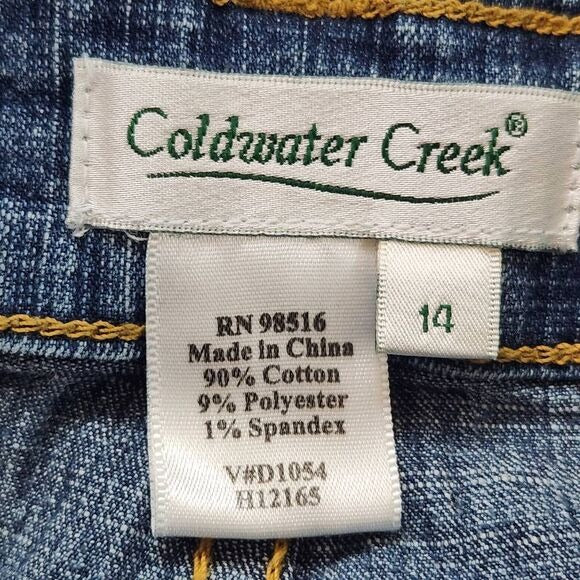 Coldwater Creek®
14
RN 98516
Made in China
90% Cotton
9% Polyester
1% Spandex
V#D1054
H12165